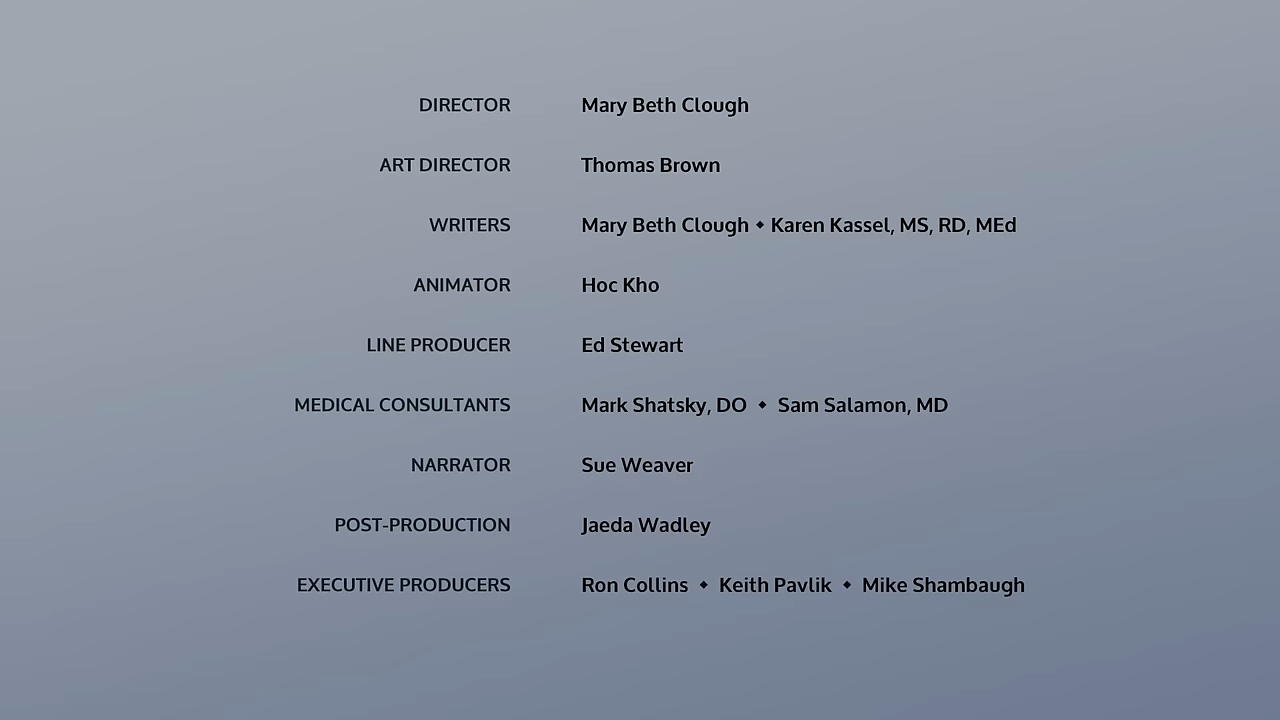 DIRECTOR Mary Beth Clough
ART DIRECTOR Thomas Brown
WRITERS Mary Beth Clough • Karen Kassel, MS, RD, MEd
ANIMATOR Hoc Kho
LINE PRODUCER Ed Stewart
MEDICAL CONSULTANTS Mark Shatsky, DO • Sam Salamon, MD
NARRATOR Sue Weaver
POST-PRODUCTION Jaeda Wadley
EXECUTIVE PRODUCERS Ron Collins • Keith Pavlik • Mike Shambaugh